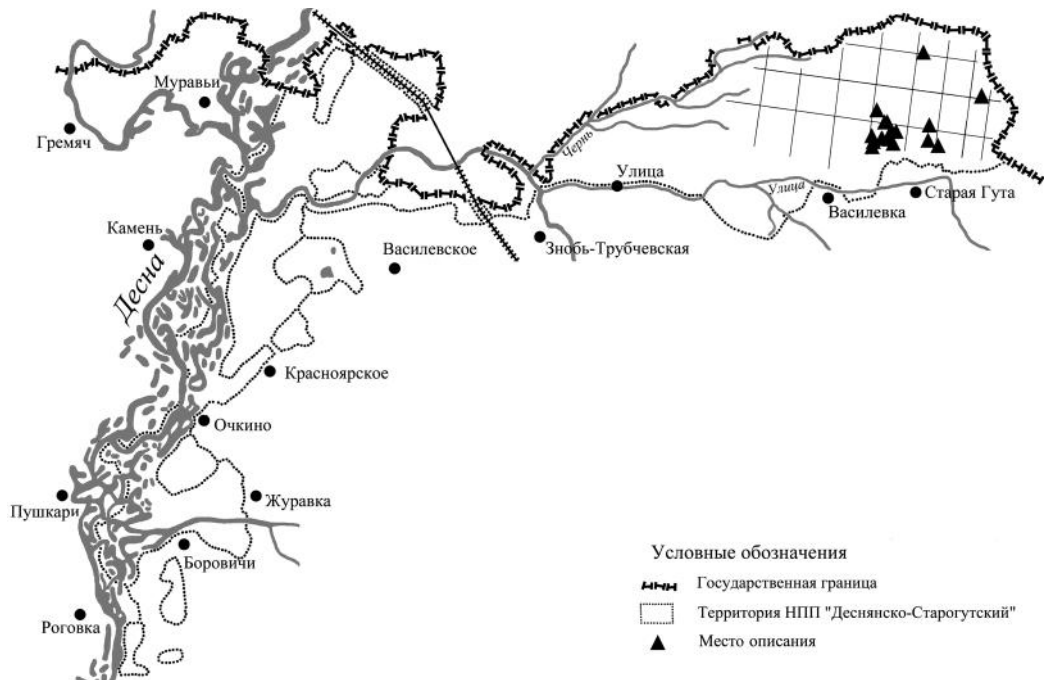 Муравьи
Гремяч
Чернь
Улица
Улица
Старая Гута
Василевка
Камень
Знобь-Трубчевская
Василевское
Десна
Красноярское
Очкино
Пушкари
Журавка
Боровичи
Роговка
Условные обозначения
Государственная граница
Территория НПП "Деснянско-Старогутский"
Место описания